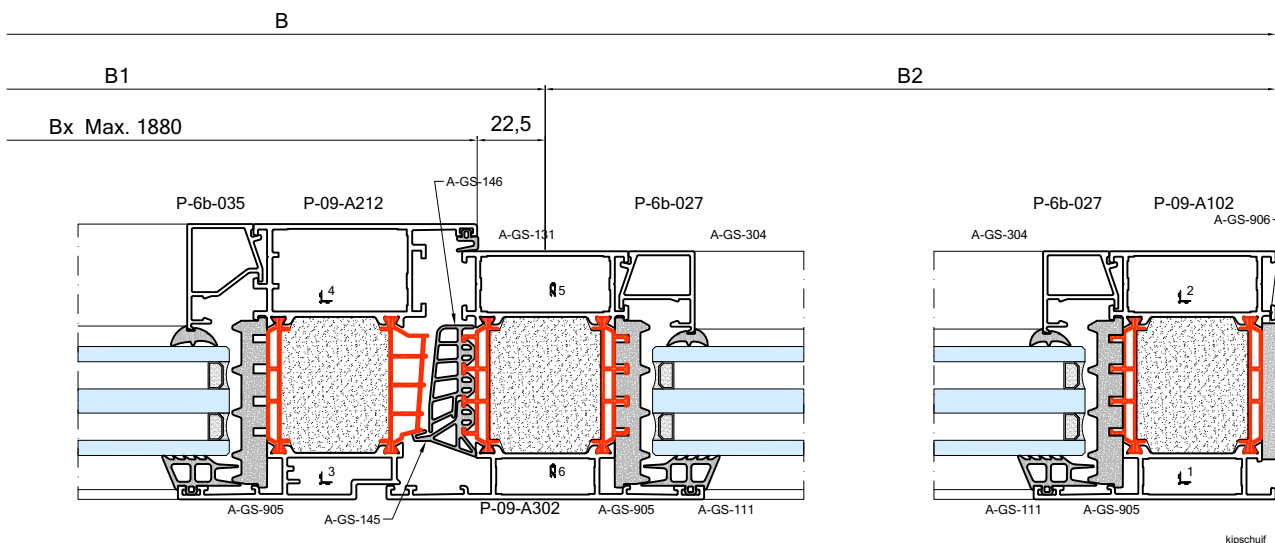 B
B1
B2
Bx Max. 1880
22,5
A-GS-146
P-6b-035
P-09-A212
P-6b-027
P-6b-027
P-09-A102
A-GS-906
A-GS-131
A-GS-304
A-GS-304
4
5
2
3
6
1
A-GS-905
A-GS-145
P-09-A302
A-GS-905
A-GS-111
A-GS-111
A-GS-905
kipschuif